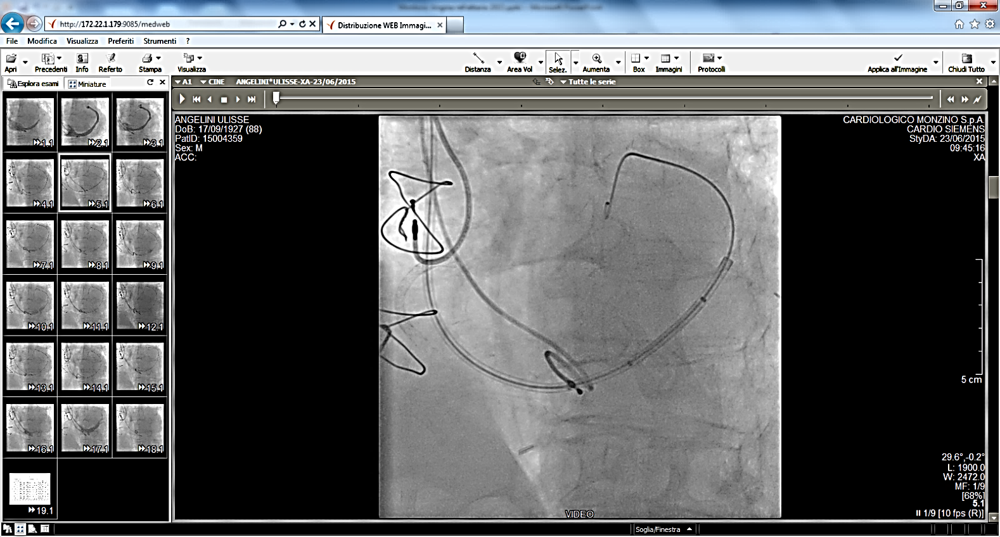 http://172.22.1.179:9085/medweb
Distribuzione WEB Immagi...
File Modifica Visualizza Preferiti Strumenti ?
Apri Precedenti Info Referto Stampa Visualizza Distanza Area Vol Selez. Aumenta Box Immagini Protocolli Applica all'Immagine Chiudi Tutto
Esplora esami Miniature
A1 CINE ANGELINI*ULISSE-XA-23/06/2015 Tutte le serie
ANGELINI ULISSE
DoB: 17/09/1927 (88)
PatID: 15004359
Sex: M
ACC:
CARDIOLOGICO MONZINO S.p.A.
CARDIO SIEMENS
StyDA: 23/06/2015
09:45:16
XA
1.1 2.1 3.1
4.1 5.1 6.1
7.1 8.1 9.1
10.1 11.1 12.1
13.1 14.1 15.1
16.1 17.1 18.1
19.1
5 cm
29.6°,-0.2°
L: 1900.0
W: 2472.0
MF: 1/9
[68%]
5.1
1/9 [10 fps (R)]
VIDEO
Soglia/Finestra